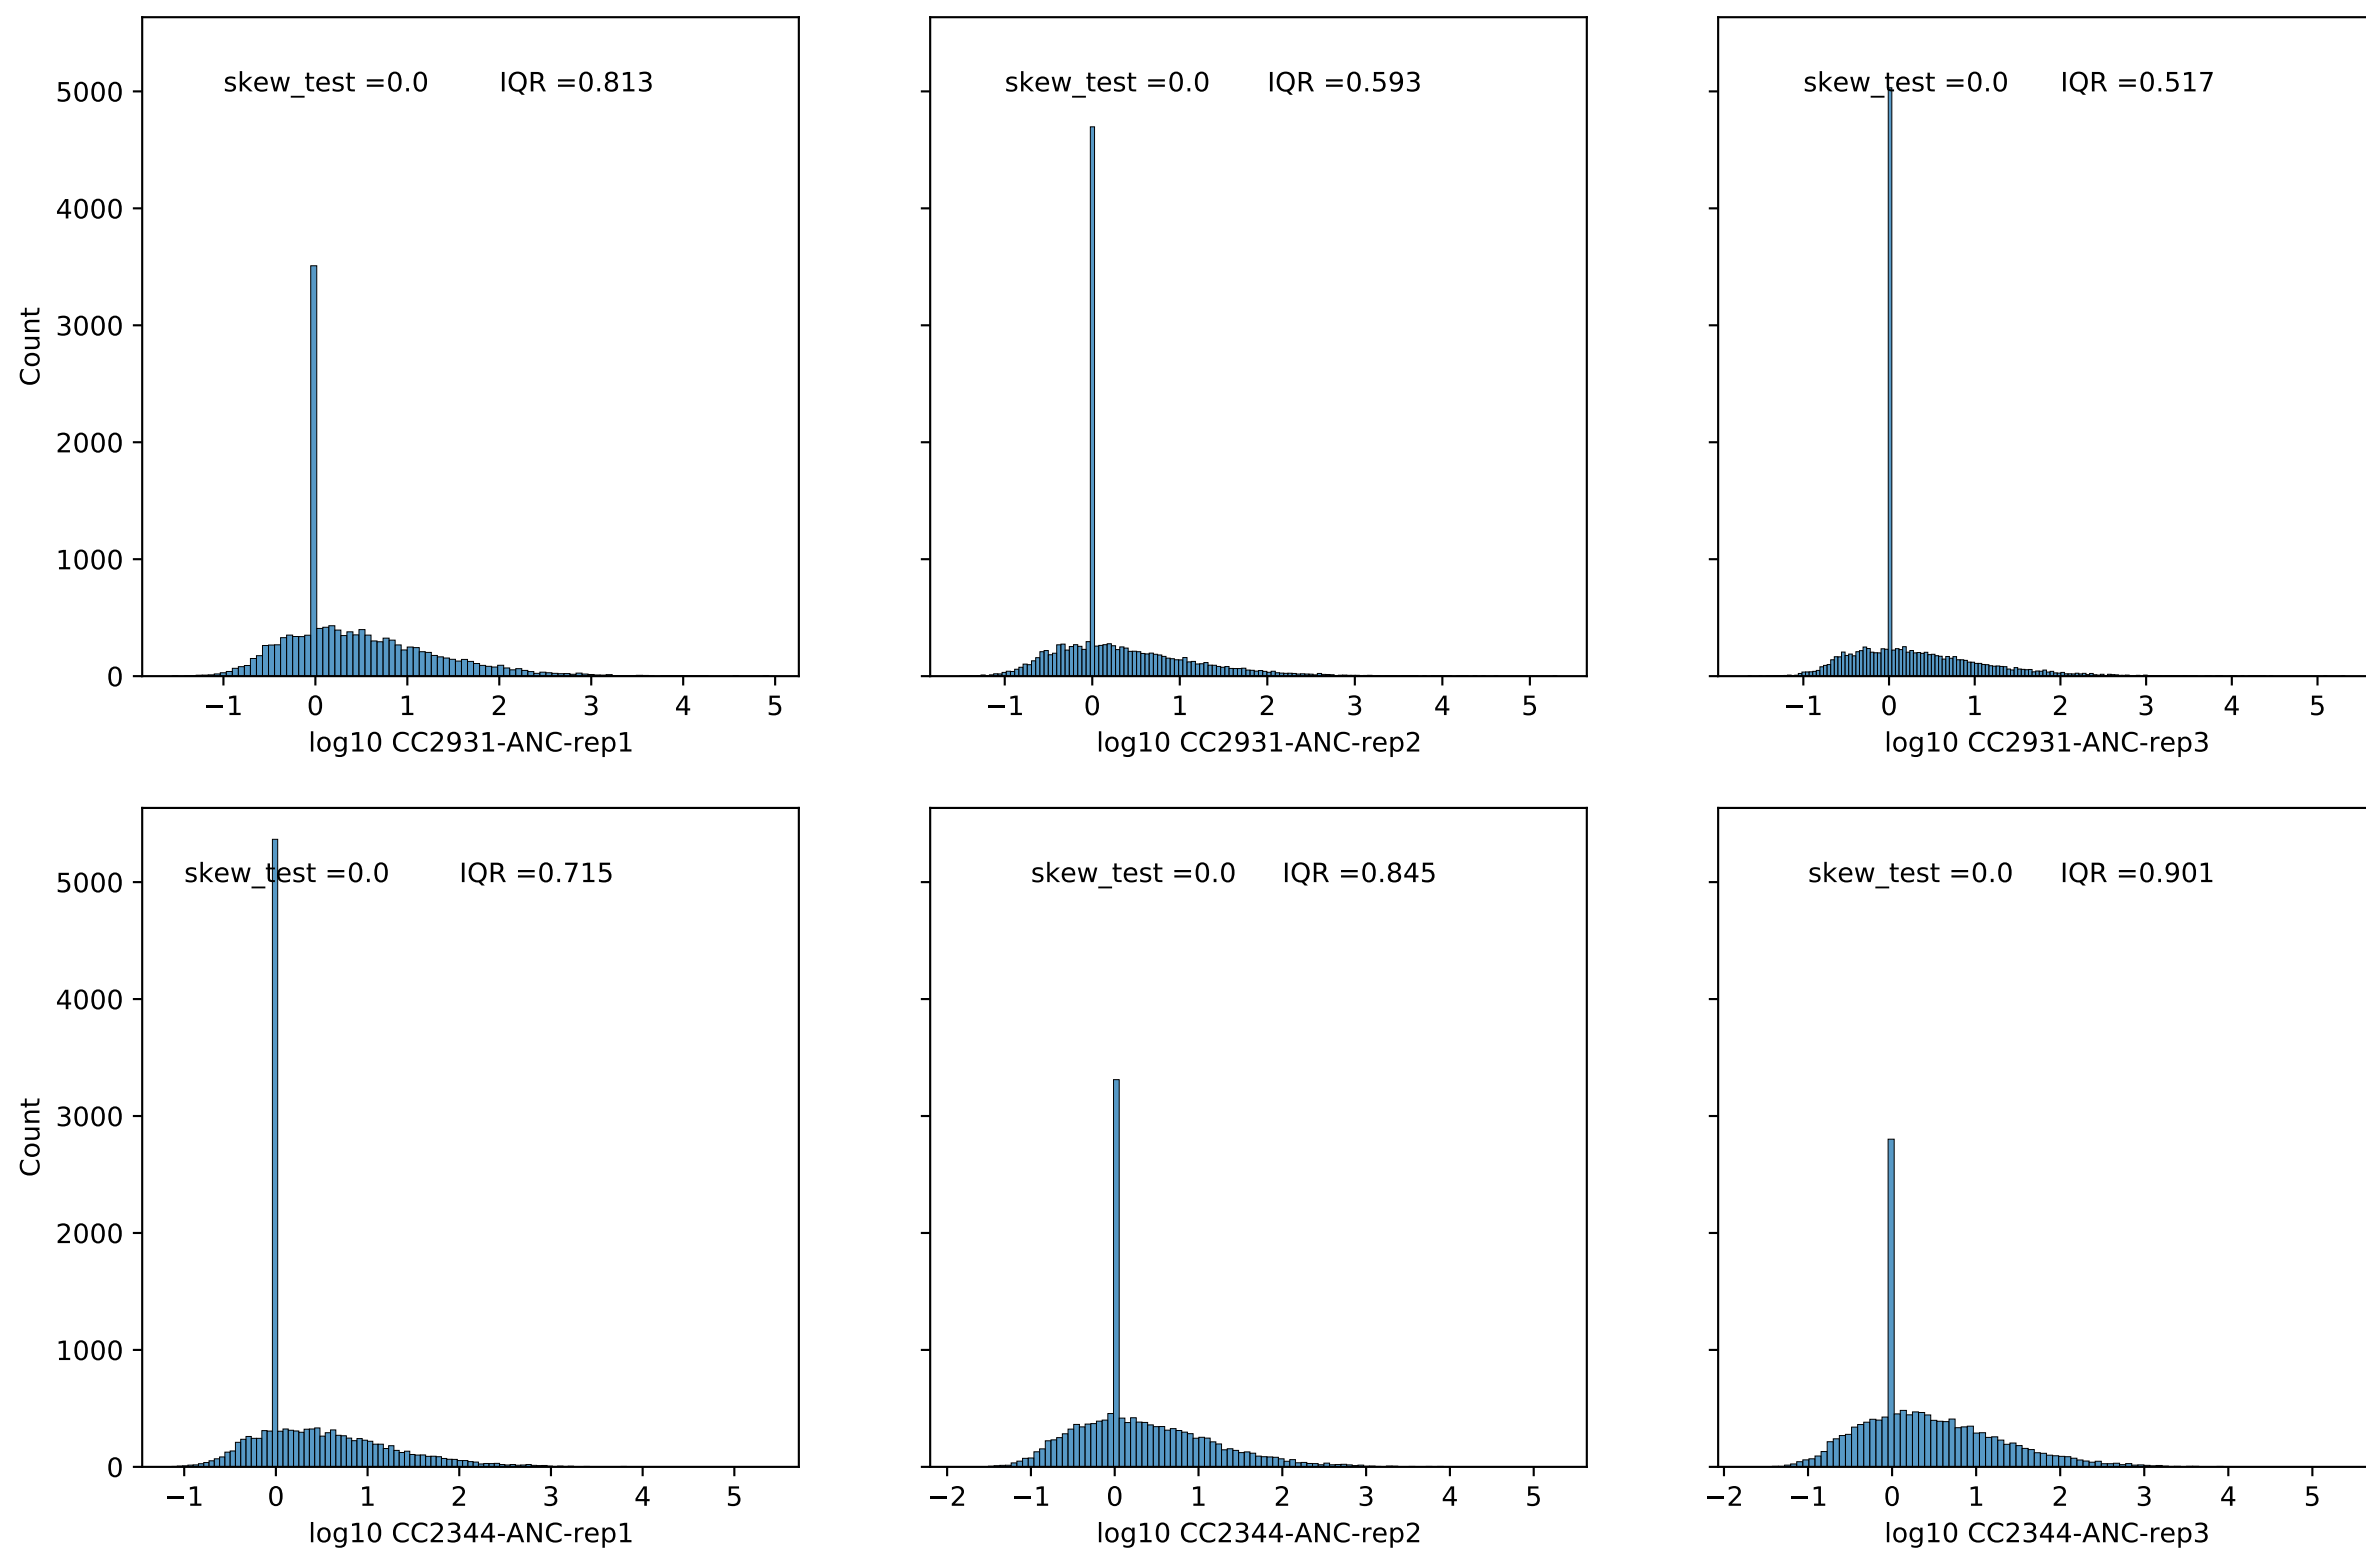 skew_test =0.0 IQR =0.813
5000
4000
3000
2000
1000
0
Count
−1 0 1 2 3 4 5
log10 CC2931-ANC-rep1
skew_test =0.0 IQR =0.593
−1 0 1 2 3 4 5
log10 CC2931-ANC-rep2
skew_test =0.0 IQR =0.517
−1 0 1 2 3 4 5
log10 CC2931-ANC-rep3
skew_test =0.0 IQR =0.715
5000
4000
3000
2000
1000
0
Count
−1 0 1 2 3 4 5
log10 CC2344-ANC-rep1
skew_test =0.0 IQR =0.845
−2 −1 0 1 2 3 4 5
log10 CC2344-ANC-rep2
skew_test =0.0 IQR =0.901
−2 −1 0 1 2 3 4 5
log10 CC2344-ANC-rep3